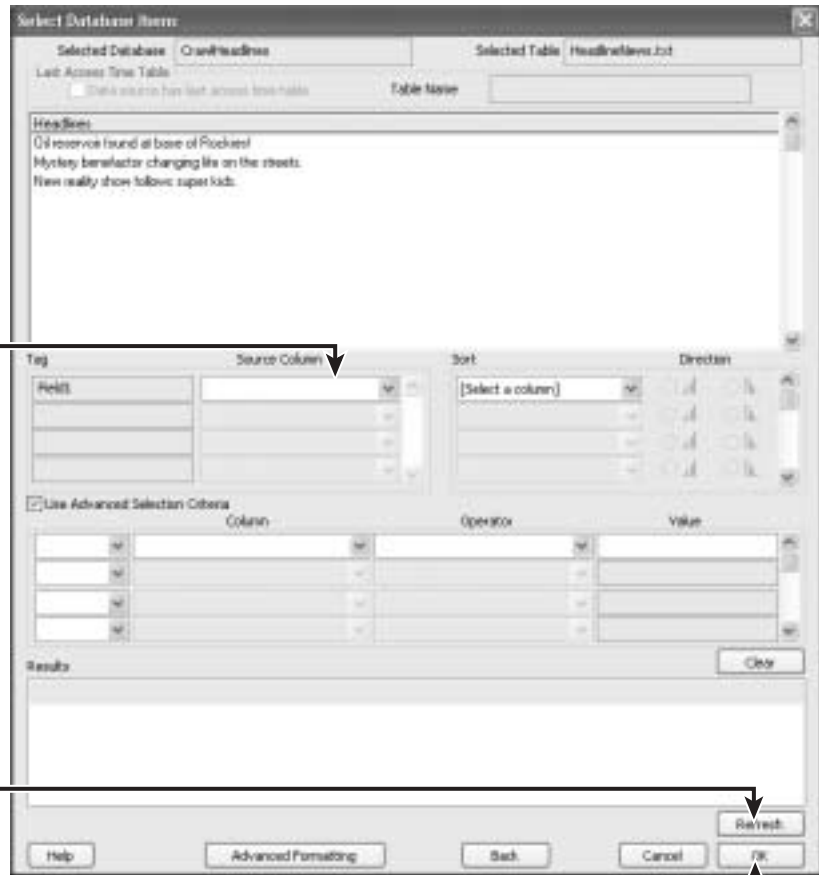 Select Database Items
Selected Database CrawlHeadlines Selected Table HeadlineNews.txt
Last Access Time Table
Data source has last access time table Table Name
Headlines
Oil reservoir found at base of Rockies!
Mystery benefactor changing life on the streets.
New reality show follows super kids.
Tag Source Column Sort Direction
Field1 [Select a column]
Use Advanced Selection Criteria
Column Operator Value
Clear
Results
Refresh
Help Advanced Formatting Back Cancel OK